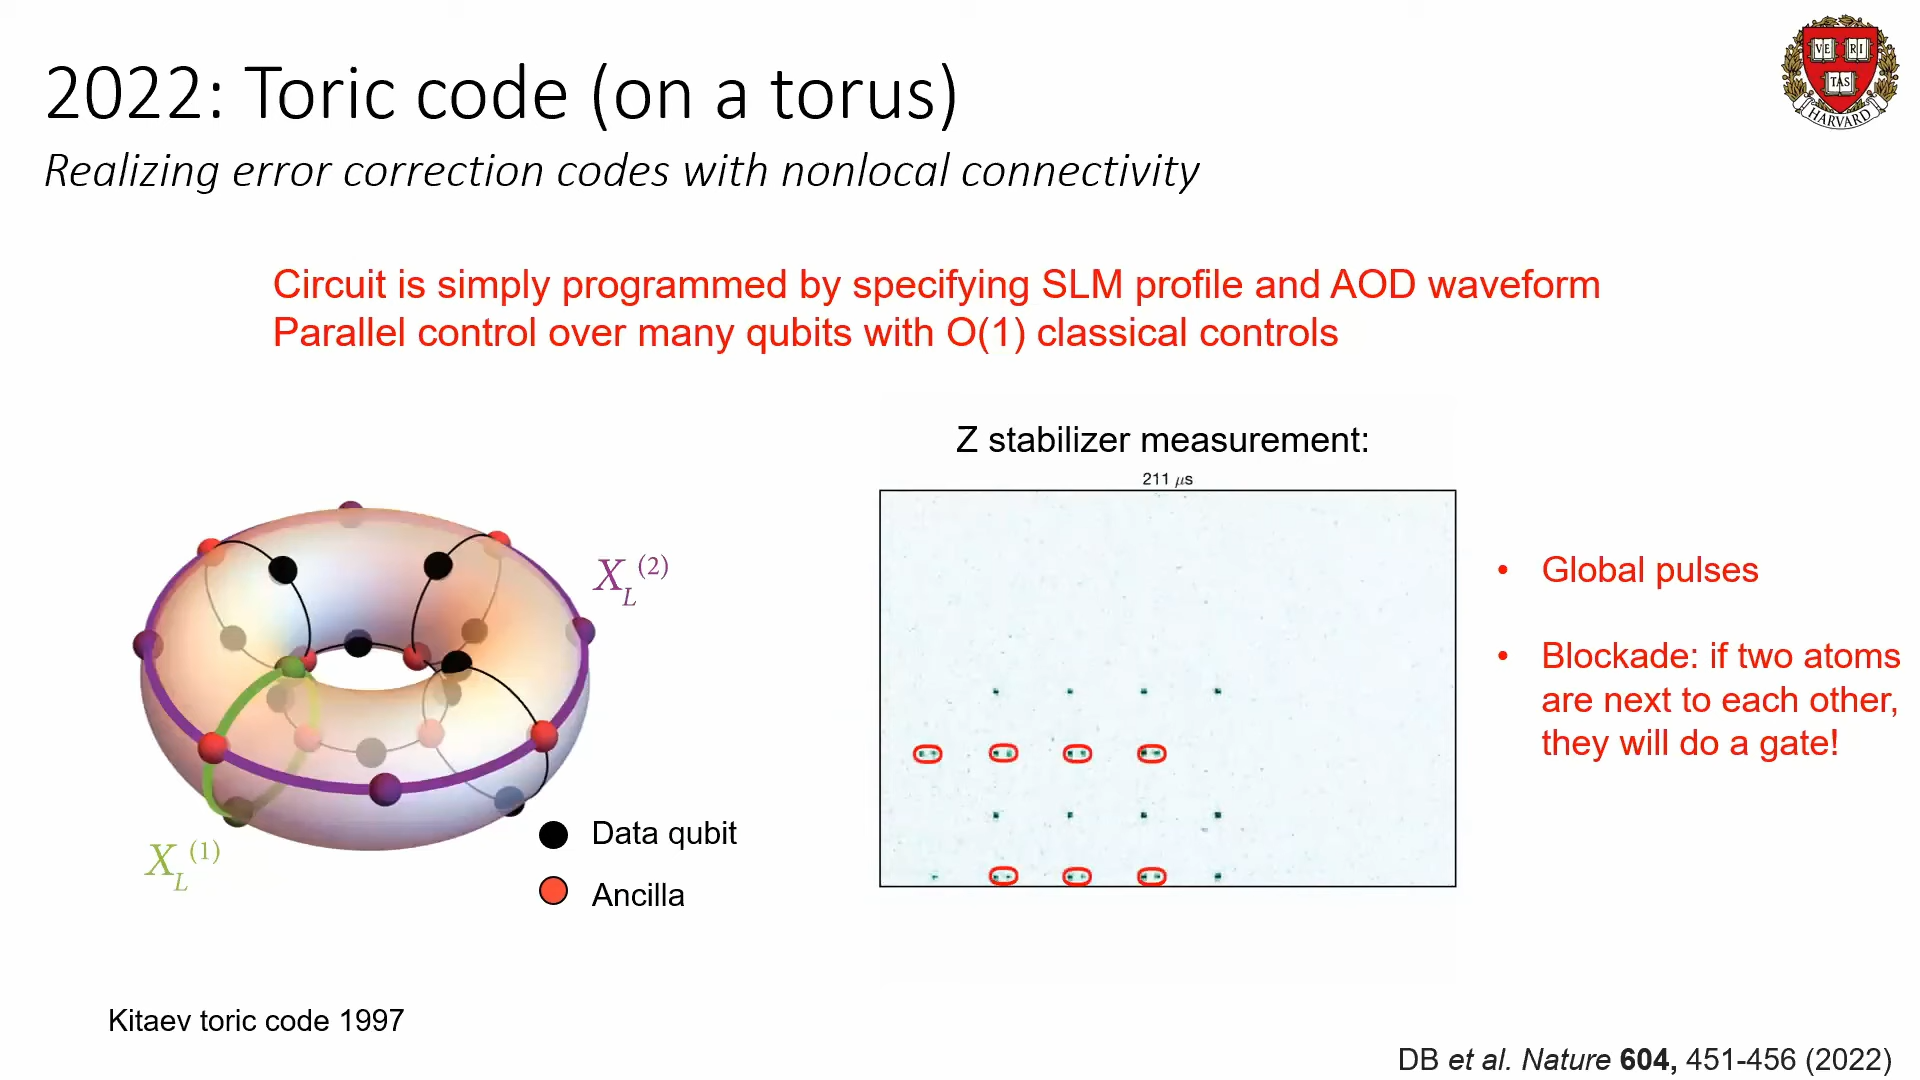 2022: Toric code (on a torus)
Realizing error correction codes with nonlocal connectivity
VE RI
TAS
HARVARD
Circuit is simply programmed by specifying SLM profile and AOD waveform
Parallel control over many qubits with O(1) classical controls
Z stabilizer measurement:
211 μs
X_L^(2)
X_L^(1)
Data qubit
Ancilla
• Global pulses
• Blockade: if two atoms
are next to each other,
they will do a gate!
Kitaev toric code 1997
DB et al. Nature 604, 451-456 (2022)